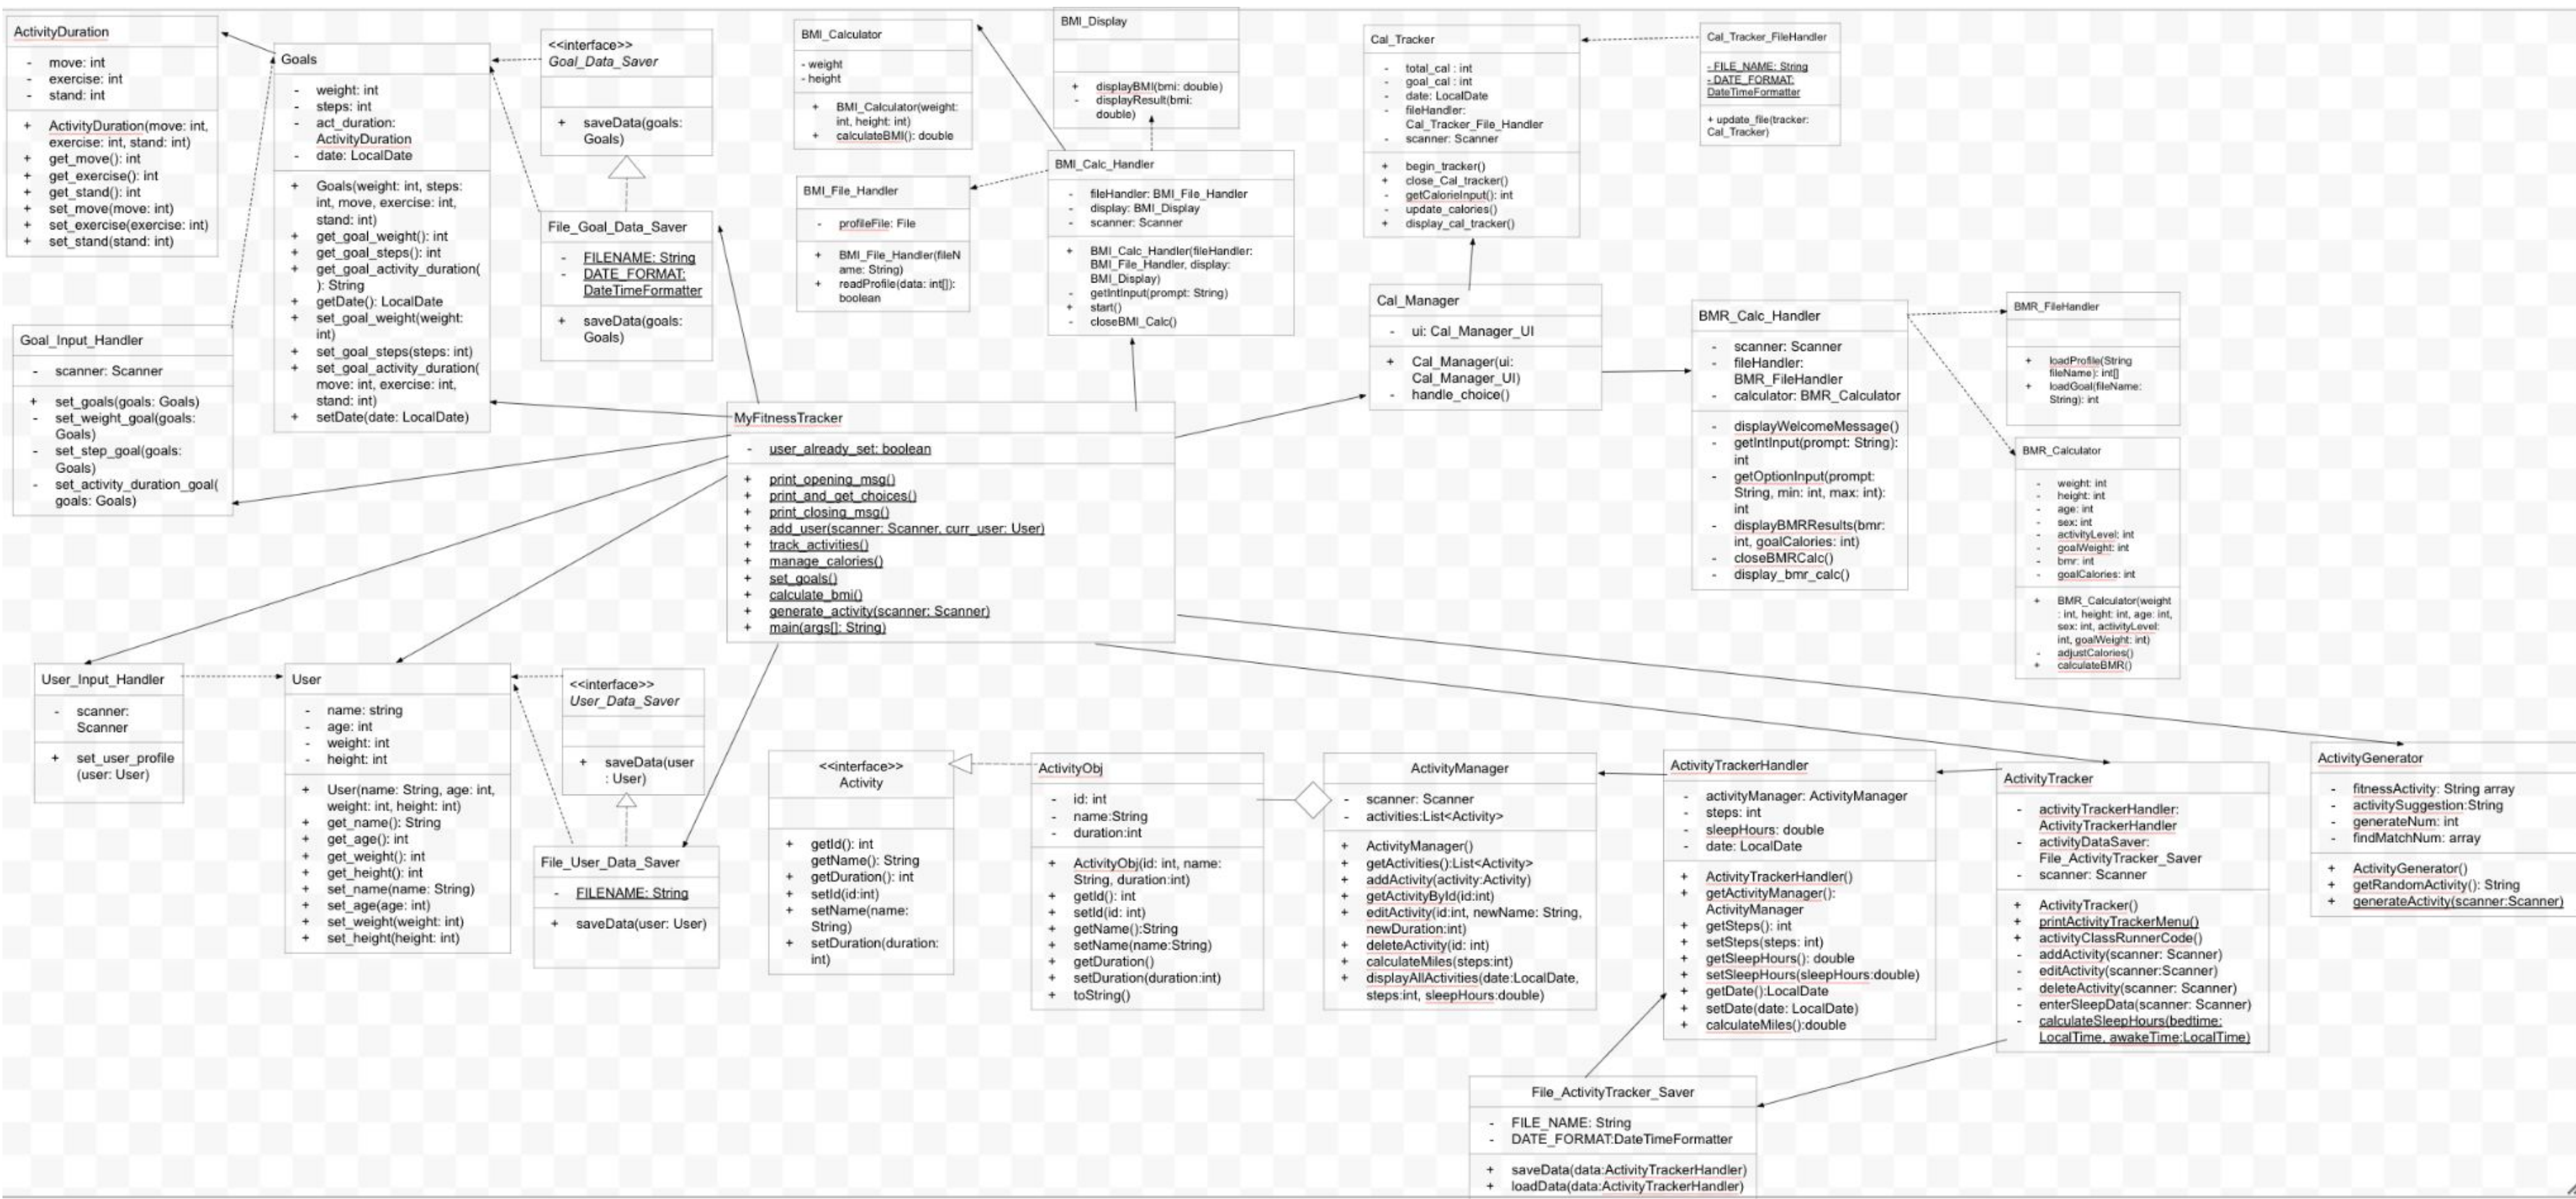 ActivityDuration
- move: int
- exercise: int
- stand: int
+ ActivityDuration(move: int,
exercise: int, stand: int)
+ get_move(): int
+ get_exercise(): int
+ get_stand(): int
+ set_move(move: int)
+ set_exercise(exercise: int)
+ set_stand(stand: int)
Goals
- weight: int
- steps: int
- act_duration:
ActivityDuration
- date: LocalDate
+ Goals(weight: int, steps:
int, move, exercise: int,
stand: int)
+ get_goal_weight(): int
+ get_goal_steps(): int
+ get_goal_activity_duration(
): String
+ getDate(): LocalDate
+ set_goal_weight(weight:
int)
+ set_goal_steps(steps: int)
+ set_goal_activity_duration(
move: int, exercise: int,
stand: int)
+ setDate(date: LocalDate)
<<interface>>
Goal_Data_Saver
+ saveData(goals:
Goals)
File_Goal_Data_Saver
- FILENAME: String
- DATE_FORMAT:
DateTimeFormatter
+ saveData(goals:
Goals)
Goal_Input_Handler
- scanner: Scanner
+ set_goals(goals: Goals)
- set_weight_goal(goals:
Goals)
- set_step_goal(goals:
Goals)
- set_activity_duration_goal(
goals: Goals)
BMI_Calculator
- weight
- height
+ BMI_Calculator(weight:
int, height: int)
+ calculateBMI(): double
BMI_Display
+ displayBMI(bmi: double)
- displayResult(bmi:
double)
BMI_File_Handler
- profileFile: File
+ BMI_File_Handler(fileN
ame: String)
+ readProfile(data: int[]):
boolean
BMI_Calc_Handler
- fileHandler: BMI_File_Handler
- display: BMI_Display
- scanner: Scanner
+ BMI_Calc_Handler(fileHandler:
BMI_File_Handler, display:
BMI_Display)
- getIntInput(prompt: String)
+ start()
- closeBMI_Calc()
Cal_Tracker
- total_cal : int
- goal_cal : int
- date: LocalDate
- fileHandler:
Cal_Tracker_File_Handler
- scanner: Scanner
+ begin_tracker()
+ close_Cal_tracker()
- getCalorieInput(): int
- update_calories()
+ display_cal_tracker()
Cal_Tracker_FileHandler
- FILE_NAME: String
- DATE_FORMAT:
DateTimeFormatter
+ update_file(tracker:
Cal_Tracker)
Cal_Manager
- ui: Cal_Manager_UI
+ Cal_Manager(ui:
Cal_Manager_UI)
- handle_choice()
BMR_Calc_Handler
- scanner: Scanner
- fileHandler:
BMR_FileHandler
- calculator: BMR_Calculator
- displayWelcomeMessage()
- getIntInput(prompt: String):
int
- getOptionInput(prompt:
String, min: int, max: int):
int
- displayBMRResults(bmr:
int, goalCalories: int)
- closeBMRCalc()
- display_bmr_calc()
BMR_FileHandler
+ loadProfile(String
fileName): int[]
+ loadGoal(fileName:
String): int
BMR_Calculator
- weight: int
- height: int
- age: int
- sex: int
- activityLevel: int
- goalWeight: int
- bmr: int
- goalCalories: int
+ BMR_Calculator(weight
: int, height: int, age: int,
sex: int, activityLevel:
int, goalWeight: int)
- adjustCalories()
+ calculateBMR()
MyFitnessTracker
- user_already_set: boolean
+ print_opening_msg()
+ print_and_get_choices()
+ print_closing_msg()
+ add_user(scanner: Scanner, curr_user: User)
+ track_activities()
+ manage_calories()
+ set_goals()
+ calculate_bmi()
+ generate_activity(scanner: Scanner)
+ main(args[]: String)
User_Input_Handler
- scanner:
Scanner
+ set_user_profile
(user: User)
User
- name: string
- age: int
- weight: int
- height: int
+ User(name: String, age: int,
weight: int, height: int)
+ get_name(): String
+ get_age(): int
+ get_weight(): int
+ get_height(): int
+ set_name(name: String)
+ set_age(age: int)
+ set_weight(weight: int)
+ set_height(height: int)
<<interface>>
User_Data_Saver
+ saveData(user
: User)
File_User_Data_Saver
- FILENAME: String
+ saveData(user: User)
<<interface>>
Activity
+ getId(): int
getName(): String
+ getDuration(): int
+ setId(id:int)
+ setName(name:
String)
+ setDuration(duration:
int)
ActivityObj
- id: int
- name:String
- duration:int
+ ActivityObj(id: int, name:
String, duration:int)
+ getId(): int
+ setId(id: int)
+ getName():String
+ setName(name:String)
+ getDuration()
+ setDuration(duration:int)
+ toString()
ActivityManager
- scanner: Scanner
- activities:List<Activity>
+ ActivityManager()
+ getActivities():List<Activity>
+ addActivity(activity:Activity)
+ getActivityById(id:int)
+ editActivity(id:int, newName: String,
newDuration:int)
+ deleteActivity(id: int)
+ calculateMiles(steps:int)
+ displayAllActivities(date:LocalDate,
steps:int, sleepHours:double)
ActivityTrackerHandler
- activityManager: ActivityManager
- steps: int
- sleepHours: double
- date: LocalDate
+ ActivityTrackerHandler()
+ getActivityManager():
ActivityManager
+ getSteps(): int
+ setSteps(steps: int)
+ getSleepHours(): double
+ setSleepHours(sleepHours:double)
+ getDate():LocalDate
+ setDate(date: LocalDate)
+ calculateMiles():double
ActivityTracker
- activityTrackerHandler:
ActivityTrackerHandler
- activityDataSaver:
File_ActivityTracker_Saver
- scanner: Scanner
+ ActivityTracker()
+ printActivityTrackerMenu()
+ activityClassRunnerCode()
- addActivity(scanner: Scanner)
- editActivity(scanner:Scanner)
- deleteActivity(scanner: Scanner)
- enterSleepData(scanner: Scanner)
- calculateSleepHours(bedtime:
LocalTime, awakeTime:LocalTime)
ActivityGenerator
- fitnessActivity: String array
- activitySuggestion:String
- generateNum: int
- findMatchNum: array
+ ActivityGenerator()
+ getRandomActivity(): String
+ generateActivity(scanner:Scanner)
File_ActivityTracker_Saver
- FILE_NAME: String
- DATE_FORMAT:DateTimeFormatter
+ saveData(data:ActivityTrackerHandler)
+ loadData(data:ActivityTrackerHandler)